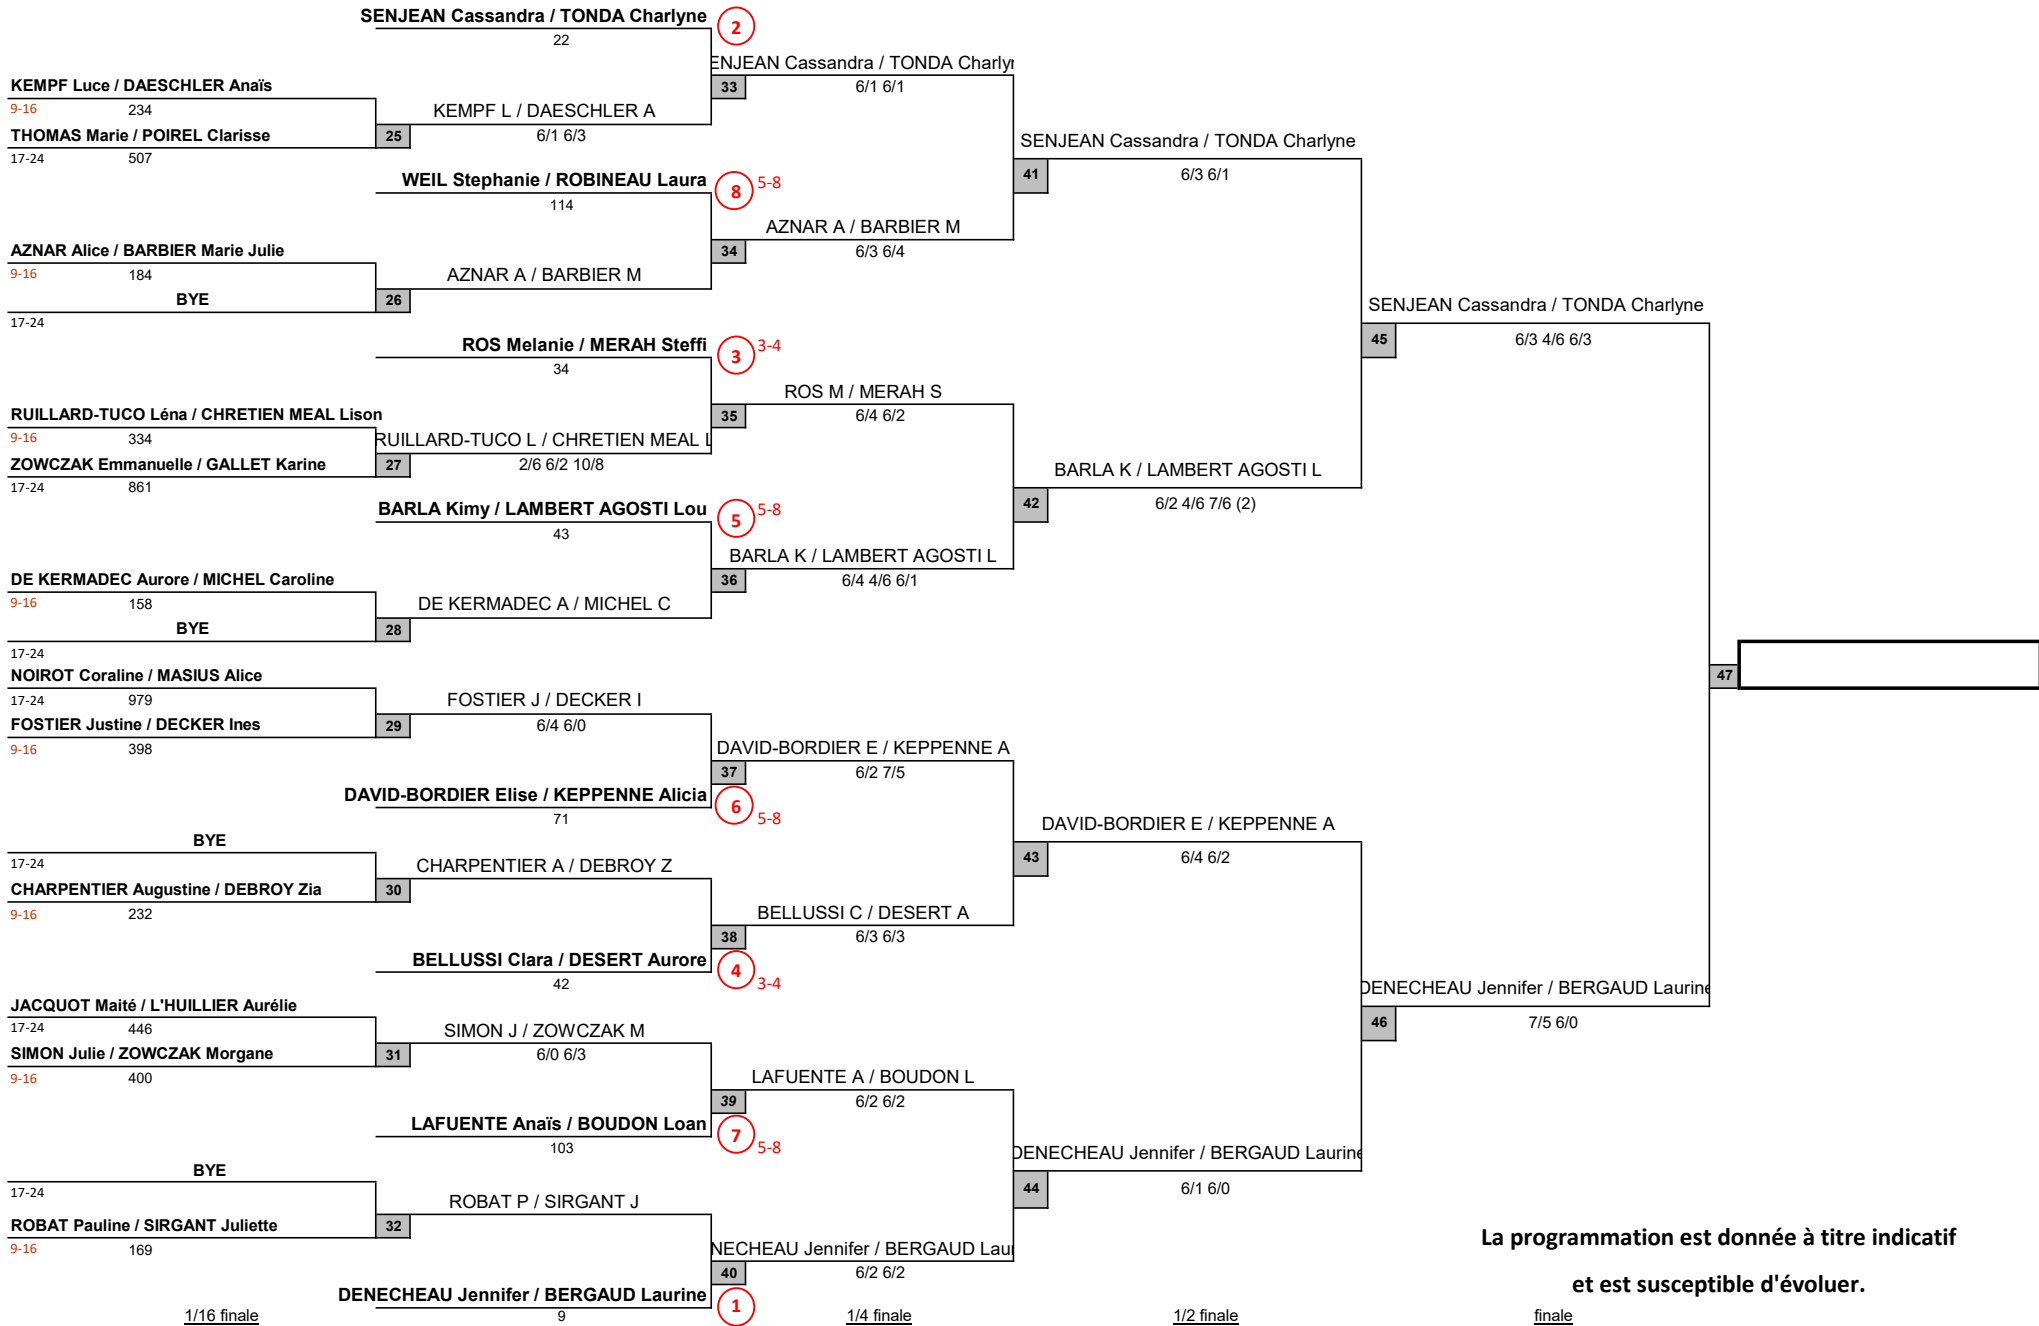 SENJEAN Cassandra / TONDA Charlyne
2
22
ENJEAN Cassandra / TONDA Charlyn
KEMPF Luce / DAESCHLER Anaïs
33
6/1 6/1
9-16
234
KEMPF L / DAESCHLER A
THOMAS Marie / POIREL Clarisse
25
6/1 6/3
SENJEAN Cassandra / TONDA Charlyne
17-24
507
WEIL Stephanie / ROBINEAU Laura
8
5-8
41
6/3 6/1
114
AZNAR A / BARBIER M
AZNAR Alice / BARBIER Marie Julie
34
6/3 6/4
9-16
184
AZNAR A / BARBIER M
BYE
26
SENJEAN Cassandra / TONDA Charlyne
17-24
ROS Melanie / MERAH Steffi
3
3-4
45
6/3 4/6 6/3
34
ROS M / MERAH S
RUILLARD-TUCO Léna / CHRETIEN MEAL Lison
35
6/4 6/2
9-16
334
RUILLARD-TUCO L / CHRETIEN MEAL L
ZOWCZAK Emmanuelle / GALLET Karine
27
2/6 6/2 10/8
BARLA K / LAMBERT AGOSTI L
17-24
861
BARLA Kimy / LAMBERT AGOSTI Lou
5
5-8
42
6/2 4/6 7/6 (2)
43
BARLA K / LAMBERT AGOSTI L
DE KERMADEC Aurore / MICHEL Caroline
36
6/4 4/6 6/1
9-16
158
DE KERMADEC A / MICHEL C
BYE
28
17-24
NOIROT Coraline / MASIUS Alice
47
17-24
979
FOSTIER J / DECKER I
FOSTIER Justine / DECKER Ines
29
6/4 6/0
9-16
398
DAVID-BORDIER E / KEPPENNE A
37
6/2 7/5
DAVID-BORDIER Elise / KEPPENNE Alicia
6
5-8
71
DAVID-BORDIER E / KEPPENNE A
BYE
43
6/4 6/2
17-24
CHARPENTIER A / DEBROY Z
CHARPENTIER Augustine / DEBROY Zia
30
9-16
232
BELLUSSI C / DESERT A
38
6/3 6/3
BELLUSSI Clara / DESERT Aurore
4
3-4
42
DENECHEAU Jennifer / BERGAUD Laurine
JACQUOT Maité / L'HUILLIER Aurélie
46
7/5 6/0
17-24
446
SIMON J / ZOWCZAK M
SIMON Julie / ZOWCZAK Morgane
31
6/0 6/3
9-16
400
LAFUENTE A / BOUDON L
39
6/2 6/2
LAFUENTE Anaïs / BOUDON Loan
7
5-8
103
DENECHEAU Jennifer / BERGAUD Laurine
BYE
44
6/1 6/0
17-24
ROBAT P / SIRGANT J
ROBAT Pauline / SIRGANT Juliette
32
9-16
169
NECHEAU Jennifer / BERGAUD Laur
40
6/2 6/2
DENECHEAU Jennifer / BERGAUD Laurine
1
9
La programmation est donnée à titre indicatif
et est susceptible d'évoluer.
1/16 finale
1/4 finale
1/2 finale
finale